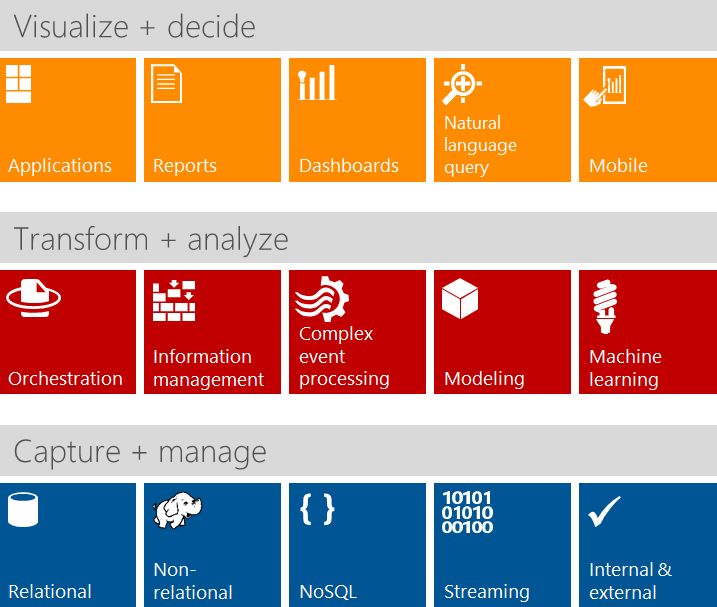 Visualize + decide
Applications
Reports
Dashboards
Natural
language
query
Mobile
Transform + analyze
Orchestration
Information
management
Complex
event
processing
Modeling
Machine
learning
Capture + manage
Relational
Non-
relational
{ }
NoSQL
10101
01010
00100
Streaming
Internal &
external